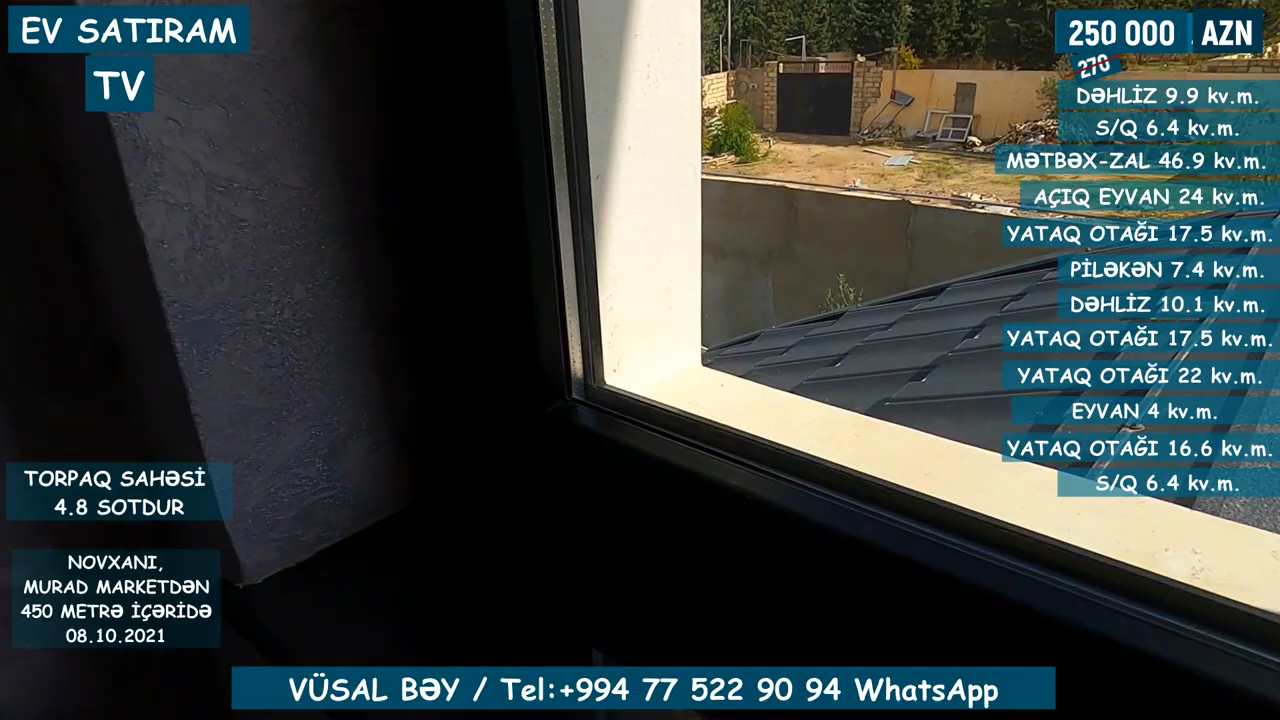 EV SATIRAM
TV
250 000 AZN
270
DƏHLİZ 9.9 kv.m.
S/Q 6.4 kv.m.
MƏTBƏX-ZAL 46.9 kv.m.
AÇIQ EYVAN 24 kv.m.
YATAQ OTAĞI 17.5 kv.m.
PİLƏKƏN 7.4 kv.m.
DƏHLİZ 10.1 kv.m.
YATAQ OTAĞI 17.5 kv.m.
YATAQ OTAĞI 22 kv.m.
EYVAN 4 kv.m.
YATAQ OTAĞI 16.6 kv.m.
S/Q 6.4 kv.m.
TORPAQ SAHƏSİ
4.8 SOTDUR
NOVXANI,
MURAD MARKETDƏN
450 METRƏ İÇƏRİDƏ
08.10.2021
VÜSAL BƏY / Tel:+994 77 522 90 94 WhatsApp